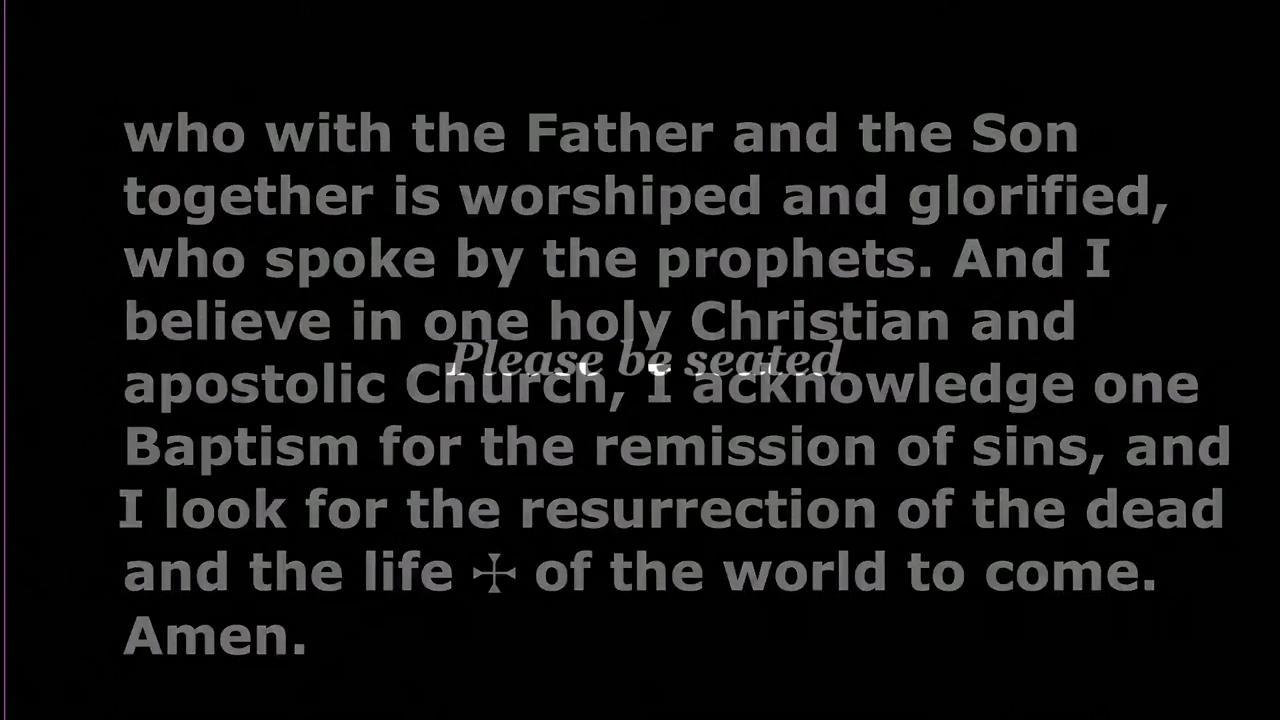 who with the Father and the Son
together is worshiped and glorified,
who spoke by the prophets. And I
believe in one holy Christian and
Please be seated
apostolic Church, I acknowledge one
Baptism for the remission of sins, and
I look for the resurrection of the dead
and the life ☩ of the world to come.
Amen.